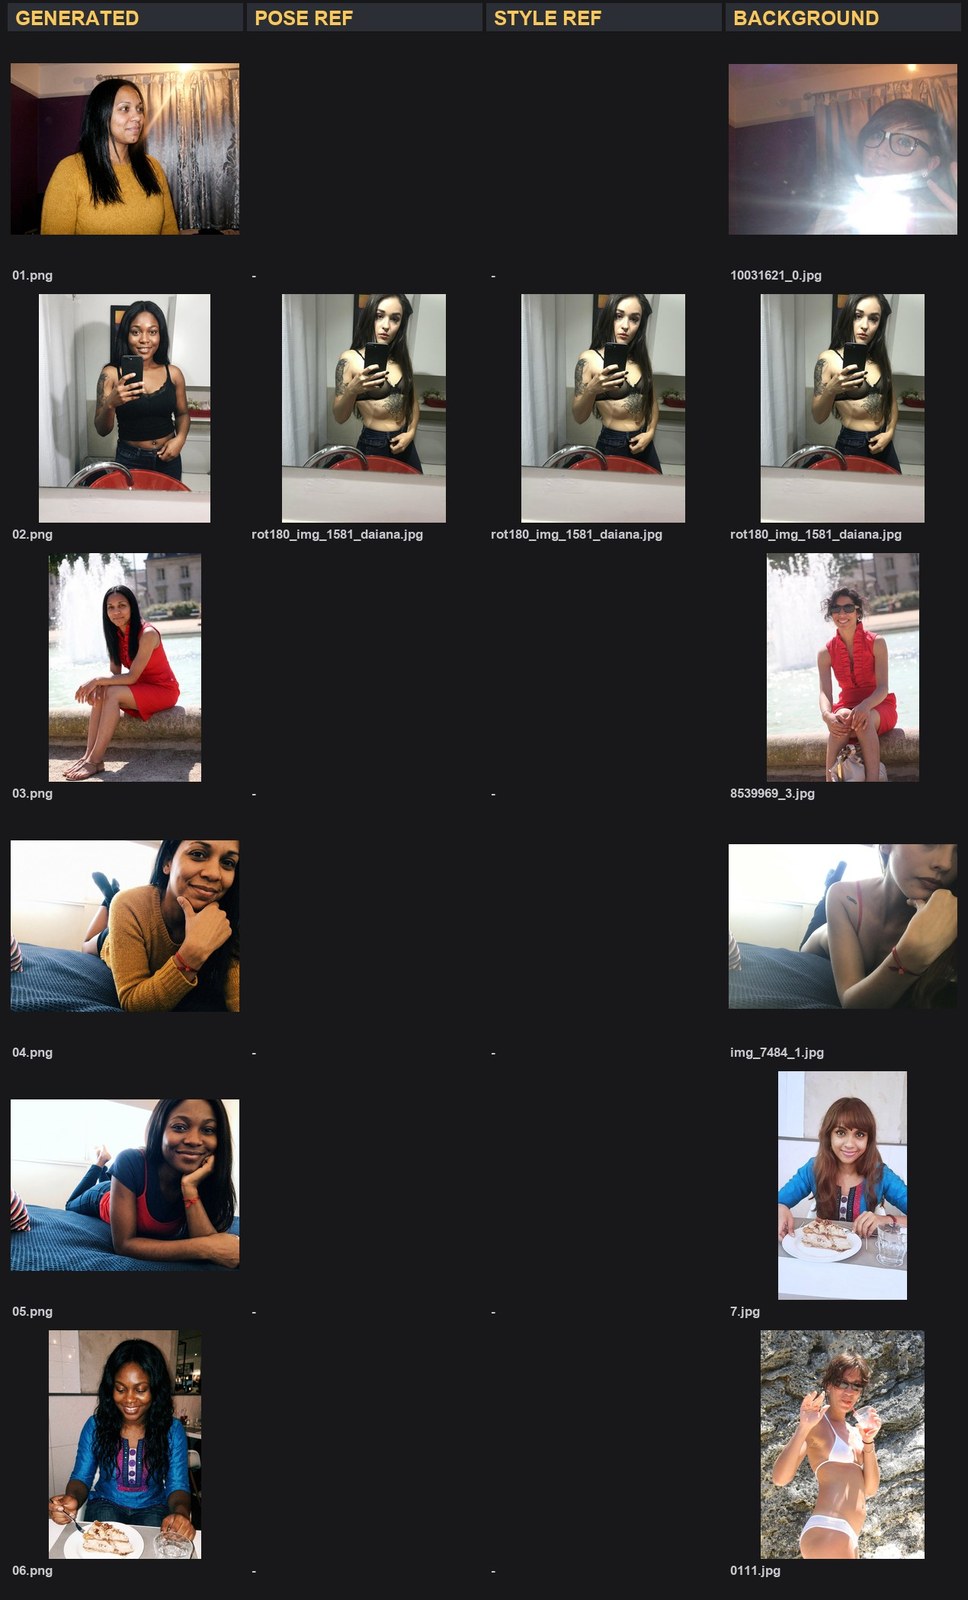 GENERATED POSE REF STYLE REF BACKGROUND
01.png - - 10031621_0.jpg
02.png rot180_img_1581_daiana.jpg rot180_img_1581_daiana.jpg rot180_img_1581_daiana.jpg
03.png - - 8539969_3.jpg
04.png - - img_7484_1.jpg
05.png - - 7.jpg
06.png - - 0111.jpg